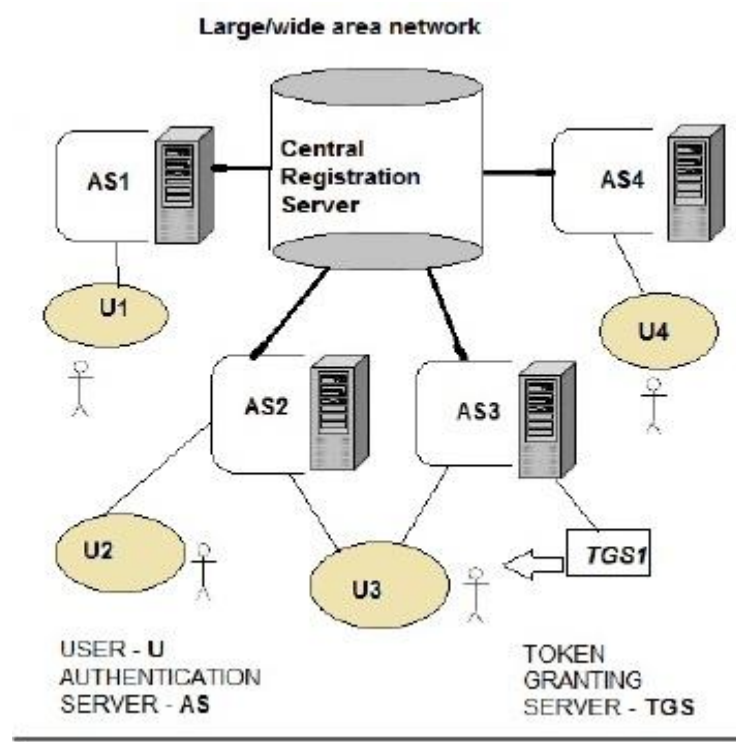 Large/wide area network
Central
Registration
Server
AS1
AS4
U1
U4
AS2
AS3
U2
U3
TGS1
USER - U
AUTHENTICATION
SERVER - AS
TOKEN
GRANTING
SERVER - TGS